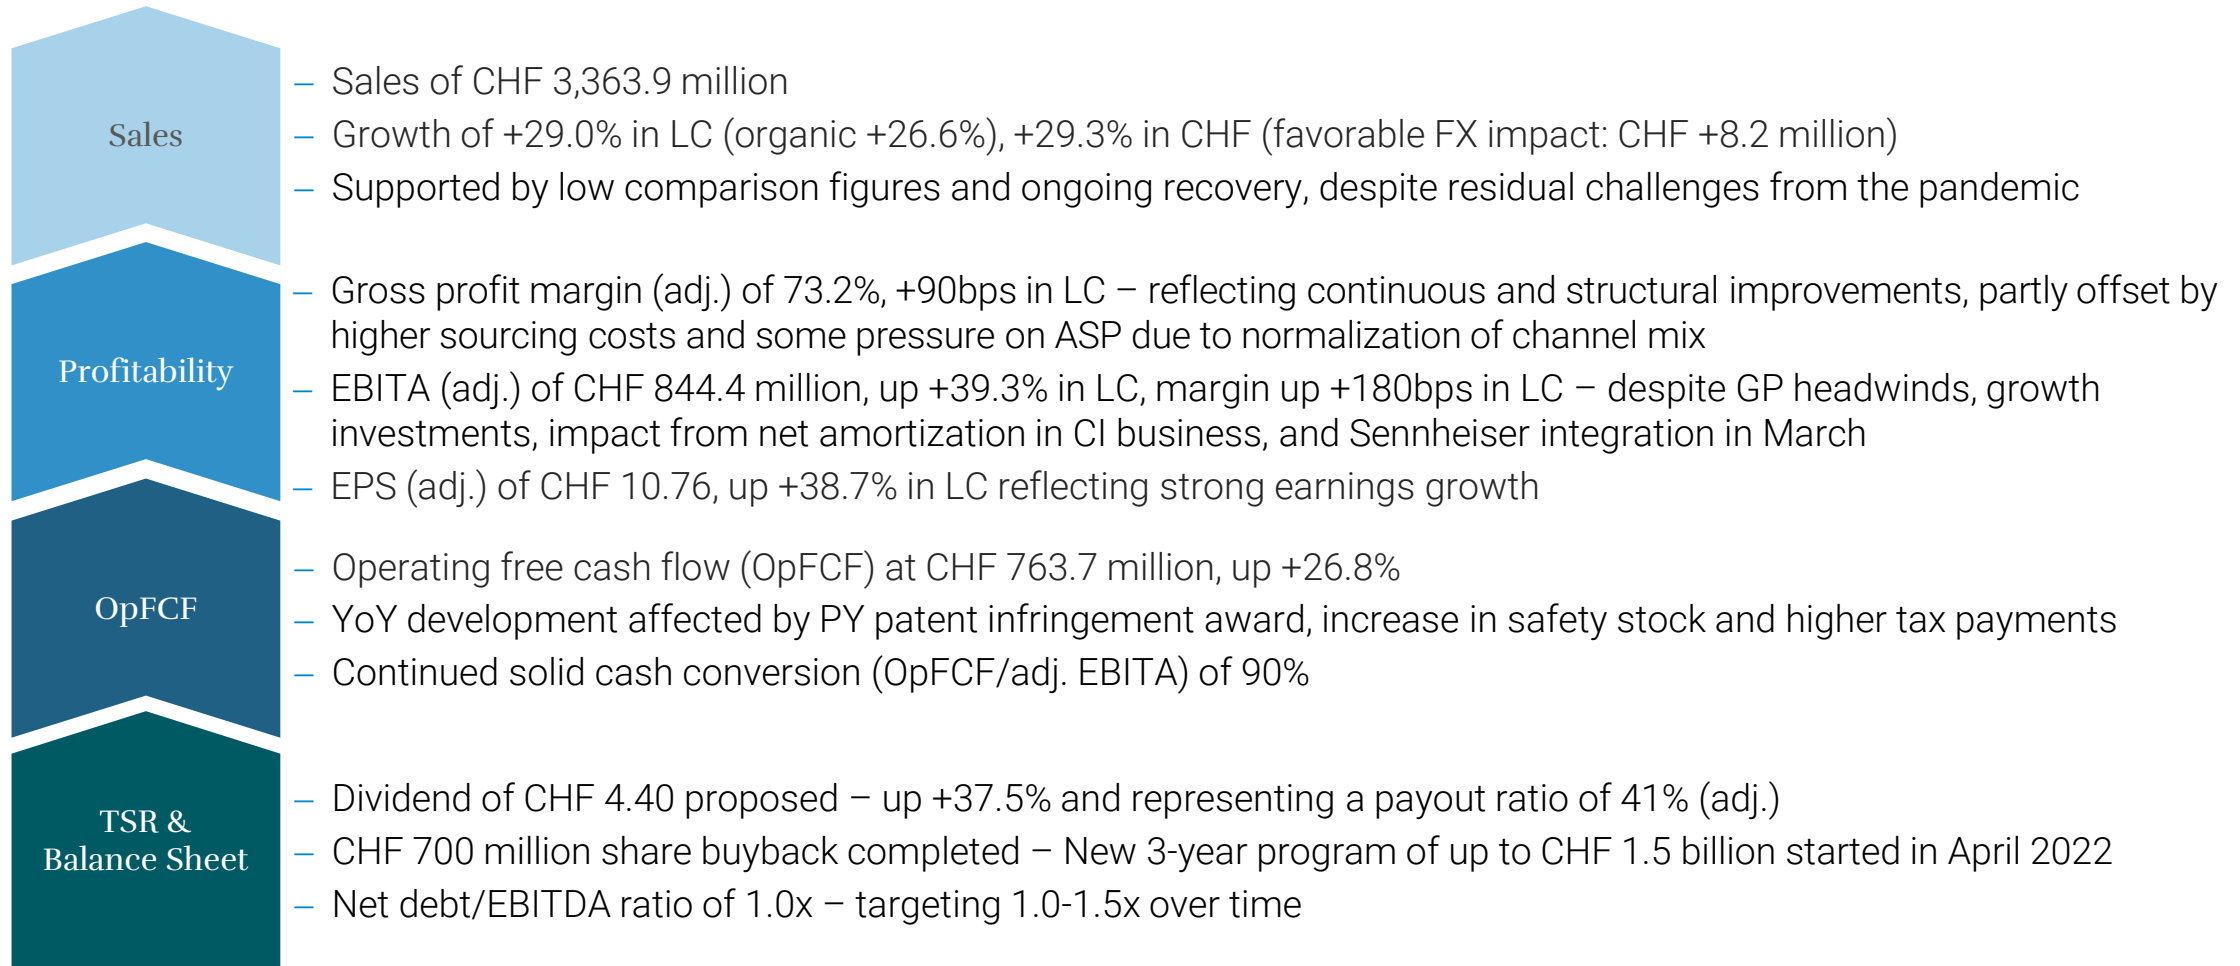 Sales
– Sales of CHF 3,363.9 million
– Growth of +29.0% in LC (organic +26.6%), +29.3% in CHF (favorable FX impact: CHF +8.2 million)
– Supported by low comparison figures and ongoing recovery, despite residual challenges from the pandemic
Profitability
– Gross profit margin (adj.) of 73.2%, +90bps in LC – reflecting continuous and structural improvements, partly offset by
higher sourcing costs and some pressure on ASP due to normalization of channel mix
– EBITA (adj.) of CHF 844.4 million, up +39.3% in LC, margin up +180bps in LC – despite GP headwinds, growth
investments, impact from net amortization in CI business, and Sennheiser integration in March
– EPS (adj.) of CHF 10.76, up +38.7% in LC reflecting strong earnings growth
OpFCF
– Operating free cash flow (OpFCF) at CHF 763.7 million, up +26.8%
– YoY development affected by PY patent infringement award, increase in safety stock and higher tax payments
– Continued solid cash conversion (OpFCF/adj. EBITA) of 90%
TSR &
Balance Sheet
– Dividend of CHF 4.40 proposed – up +37.5% and representing a payout ratio of 41% (adj.)
– CHF 700 million share buyback completed – New 3-year program of up to CHF 1.5 billion started in April 2022
– Net debt/EBITDA ratio of 1.0x – targeting 1.0-1.5x over time